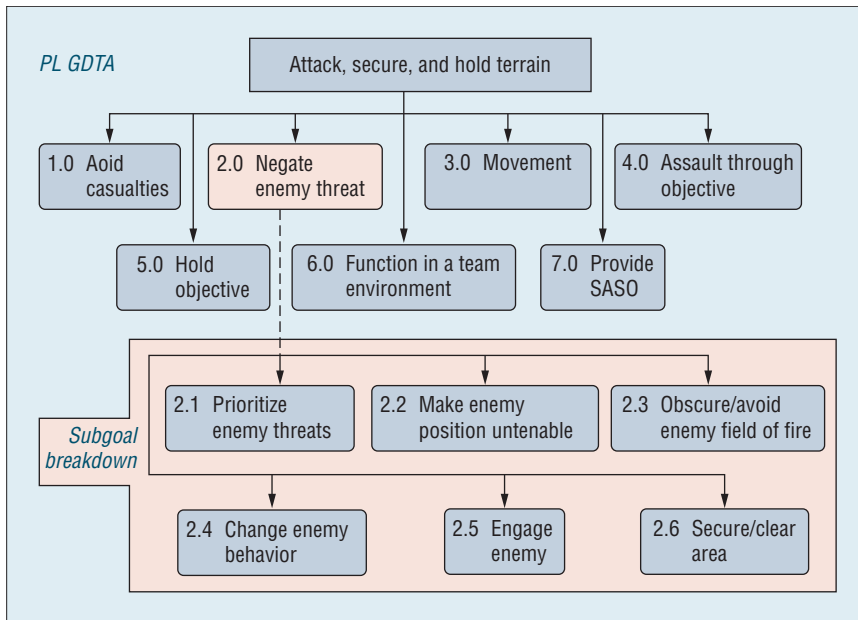 PL GDTA
Attack, secure, and hold terrain
1.0 Aoid
casualties
2.0 Negate
enemy threat
3.0 Movement
4.0 Assault through
objective
5.0 Hold
objective
6.0 Function in a team
environment
7.0 Provide
SASO
Subgoal
breakdown
2.1 Prioritize
enemy threats
2.2 Make enemy
position untenable
2.3 Obscure/avoid
enemy field of fire
2.4 Change enemy
behavior
2.5 Engage
enemy
2.6 Secure/clear
area